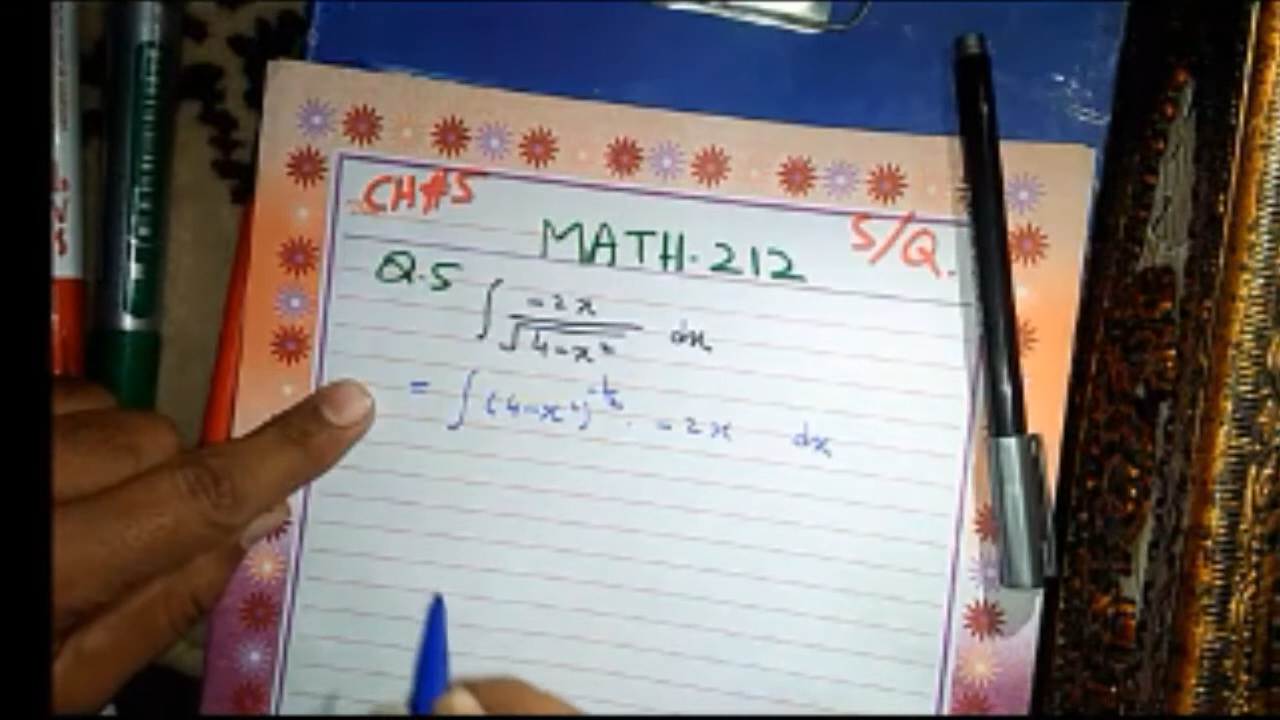 CH#5
MATH.212
S/Q.
Q.5 ∫ -2x / √(4-x²) dx
= ∫ (4-x²)^(-1/2) . -2x dx